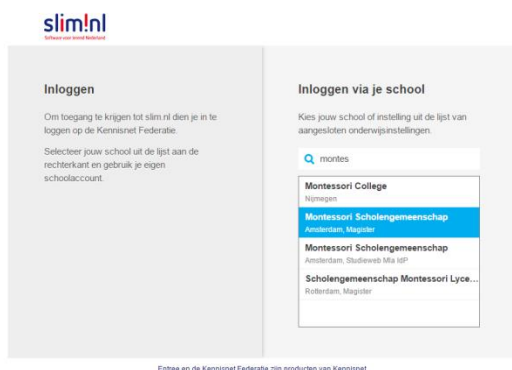 slim!nl
Software voor inzet Nederland
Inloggen
Om toegang te krijgen tot slim.nl dien je in te
loggen op de Kennisnet Federatie.
Selecteer jouw school uit de lijst aan de
rechterkant en gebruik je eigen
schoolaccount.
Inloggen via je school
Kies jouw school of instelling uit de lijst van
aangesloten onderwijsinstellingen.
montes
Montessori College
Nijmegen
Montessori Scholengemeenschap
Amsterdam, Magister
Montessori Scholengemeenschap
Amsterdam, Studieweb Mla IdP
Scholengemeenschap Montessori Lyce...
Rotterdam, Magister
Entree en de Kennisnet Federatie zijn producten van Kennisnet